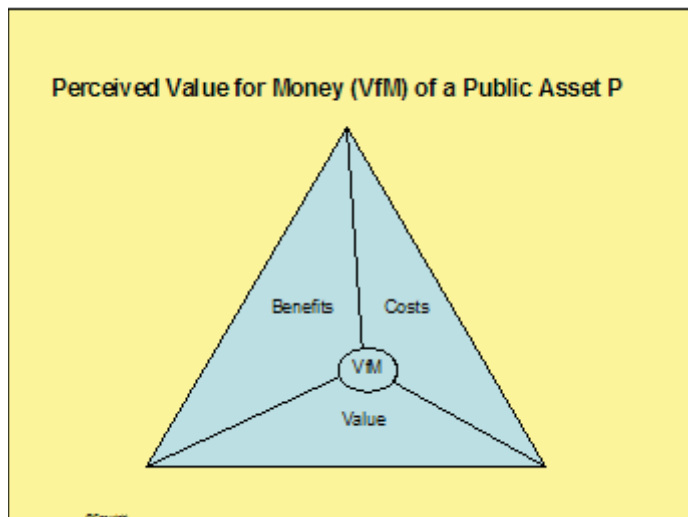 Perceived Value for Money (VfM) of a Public Asset P
Benefits
Costs
VfM
Value